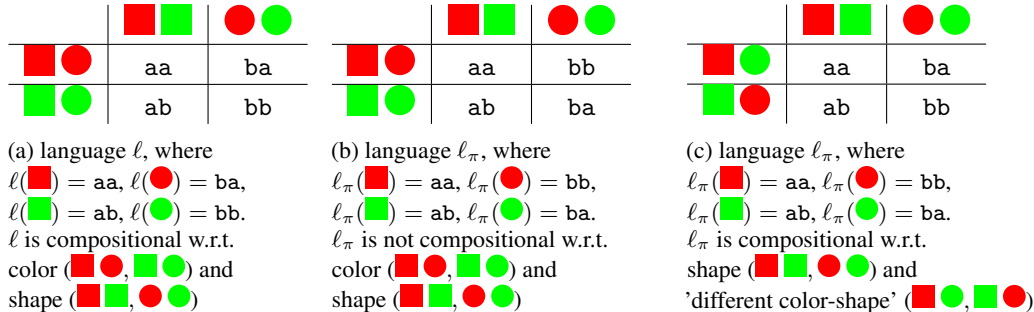 aa ba
ab bb
(a) language ℓ, where
ℓ( ) = aa, ℓ( ) = ba,
ℓ( ) = ab, ℓ( ) = bb.
ℓ is compositional w.r.t.
color ( , ) and
shape ( , )
aa bb
ab ba
(b) language ℓπ, where
ℓπ( ) = aa, ℓπ( ) = bb,
ℓπ( ) = ab, ℓπ( ) = ba.
ℓπ is not compositional w.r.t.
color ( , ) and
shape ( , )
aa ba
ab bb
(c) language ℓπ, where
ℓπ( ) = aa, ℓπ( ) = bb,
ℓπ( ) = ab, ℓπ( ) = ba.
ℓπ is compositional w.r.t.
shape ( , ) and
'different color-shape' ( , )